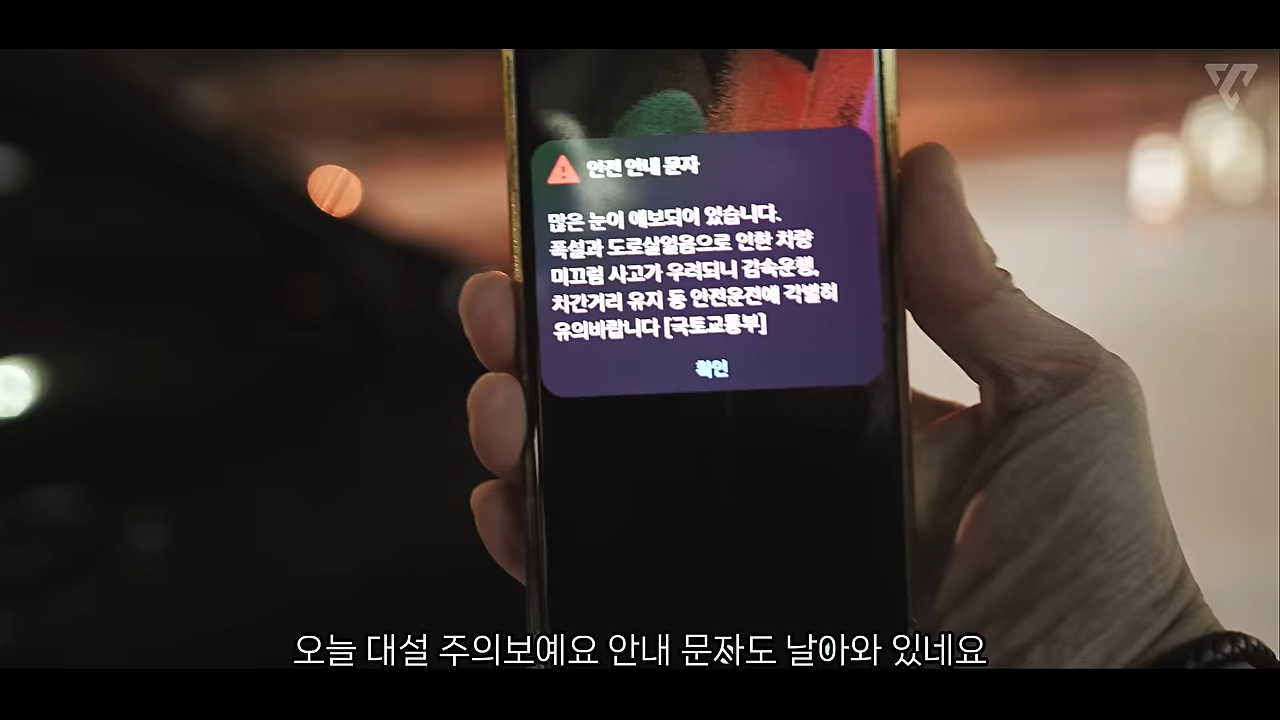 안전 안내 문자
많은 눈이 예보되어 있습니다.
폭설과 도로살얼음으로 인한 차량
미끄럼 사고가 우려되니 감속운행,
차간거리 유지 등 안전운전에 각별히
유의바랍니다 [국토교통부]
확인
오늘 대설 주의보예요 안내 문자도 날아와 있네요